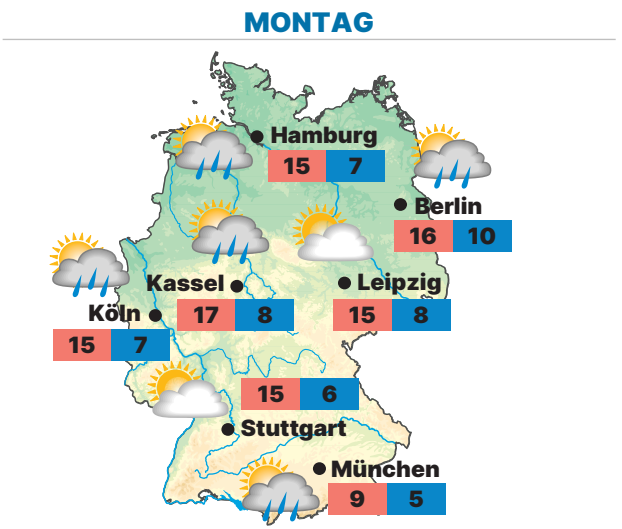 MONTAG
Hamburg
15 7
Berlin
16 10
Kassel
17 8
Leipzig
15 8
Köln
15 7
15 6
Stuttgart
München
9 5